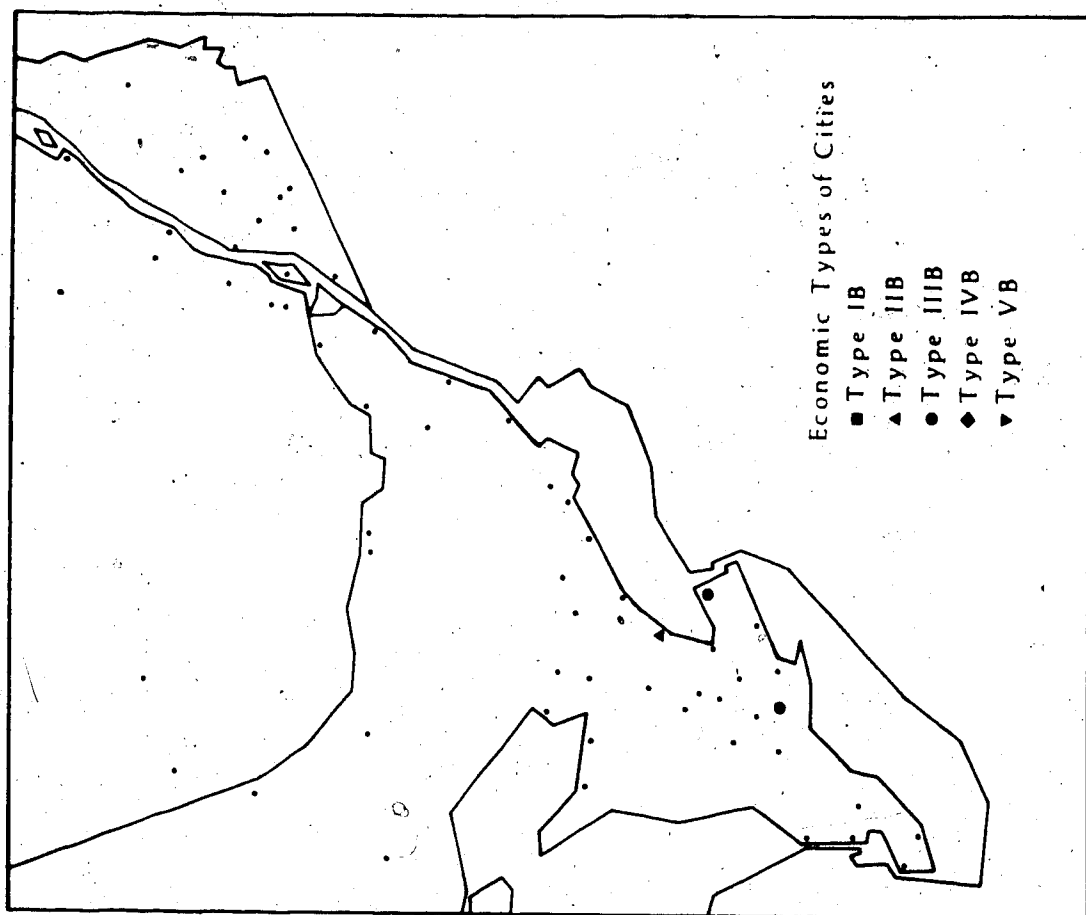 Economic Types of Cities
■ Type IB
▲ Type IIB
● Type IIIB
◆ Type IVB
▼ Type VB